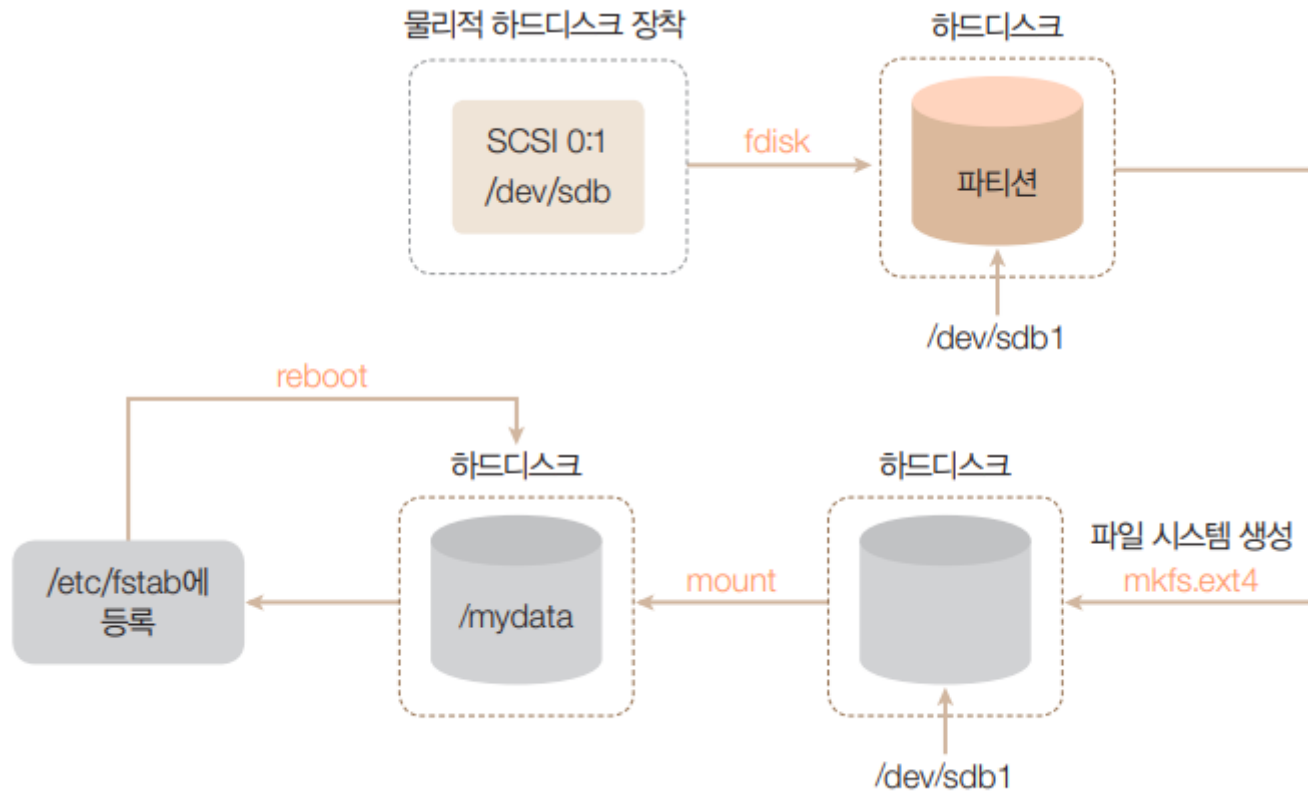 물리적 하드디스크 장착
하드디스크
SCSI 0:1
/dev/sdb
fdisk
파티션
/dev/sdb1
reboot
하드디스크
하드디스크
파일 시스템 생성
mkfs.ext4
mount
/mydata
/etc/fstab에
등록
/dev/sdb1